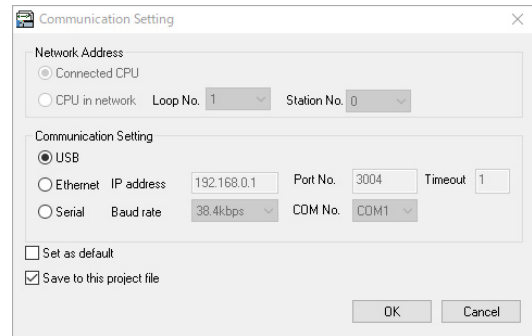 Communication Setting
Network Address
Connected CPU
CPU in network Loop No. 1 Station No. 0
Communication Setting
USB
Ethernet IP address 192.168.0.1 Port No. 3004 Timeout 1
Serial Baud rate 38.4kbps COM No. COM1
Set as default
Save to this project file
OK Cancel